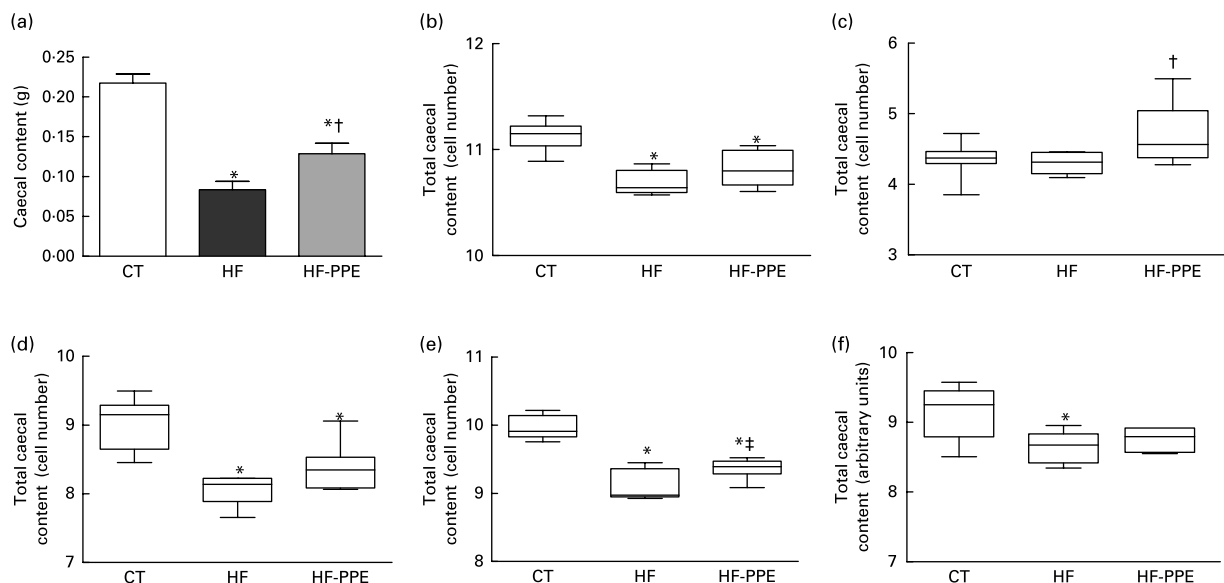 (a)
0·25
0·20
0·15
0·10
0·05
0·00
Caecal content (g)
*
*†
CT HF HF-PPE
(b)
12
11
10
Total caecal
content (cell number)
*
*
CT HF HF-PPE
(c)
6
5
4
3
Total caecal
content (cell number)
†
CT HF HF-PPE
(d)
10
9
8
7
Total caecal
content (cell number)
*
*
CT HF HF-PPE
(e)
11
10
9
8
Total caecal
content (cell number)
*
*‡
CT HF HF-PPE
(f)
10
9
8
7
Total caecal
content (arbitrary units)
*
CT HF HF-PPE